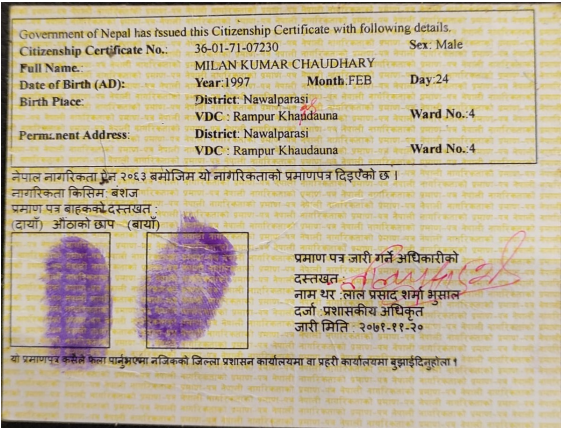 Government of Nepal has issued this Citizenship Certificate with following details.
Citizenship Certificate No.: 36-01-71-07230 Sex: Male
Full Name.: MILAN KUMAR CHAUDHARY
Date of Birth (AD): Year:1997 Month.FEB Day:24
Birth Place: District: Nawalparasi
VDC : Rampur Khandauna Ward No.:4
Permanent Address: District: Nawalparasi
VDC : Rampur Khandauna Ward No.:4
नेपाल नागरिकता ऐन २०६३ बमोजिम यो नागरिकताको प्रमाणपत्र दिइएको छ ।
नागरिकता किसिम: बंशज
प्रमाण पत्र बाहकको दस्तखत :
(दायाँ) औंठाको छाप (बायाँ)
प्रमाण पत्र जारी गर्ने अधिकारीको
दस्तखत :
नाम थर :लाल प्रसाद शर्मा भुसाल
दर्जा :प्रशासकीय अधिकृत
जारी मिति : २०७१-११-२०
यो प्रमाणपत्र कसैले फेला पार्नुभएमा नजिकको जिल्ला प्रशासन कार्यालयमा वा प्रहरी कार्यालयमा बुझाईदिनुहोला ।